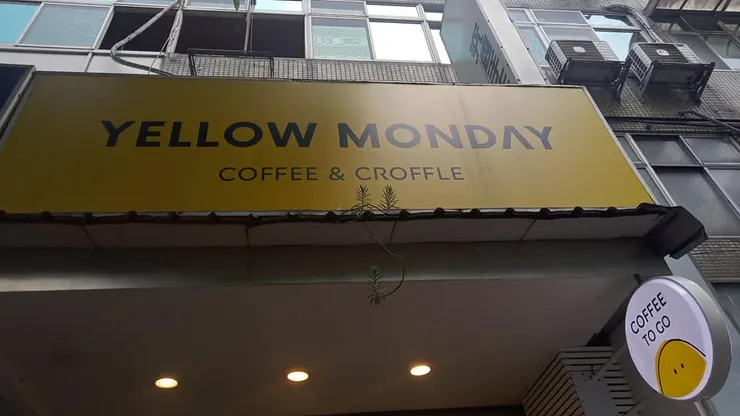 YELLOW MONDAY
COFFEE & CROFFLE
COFFEE
TO GO